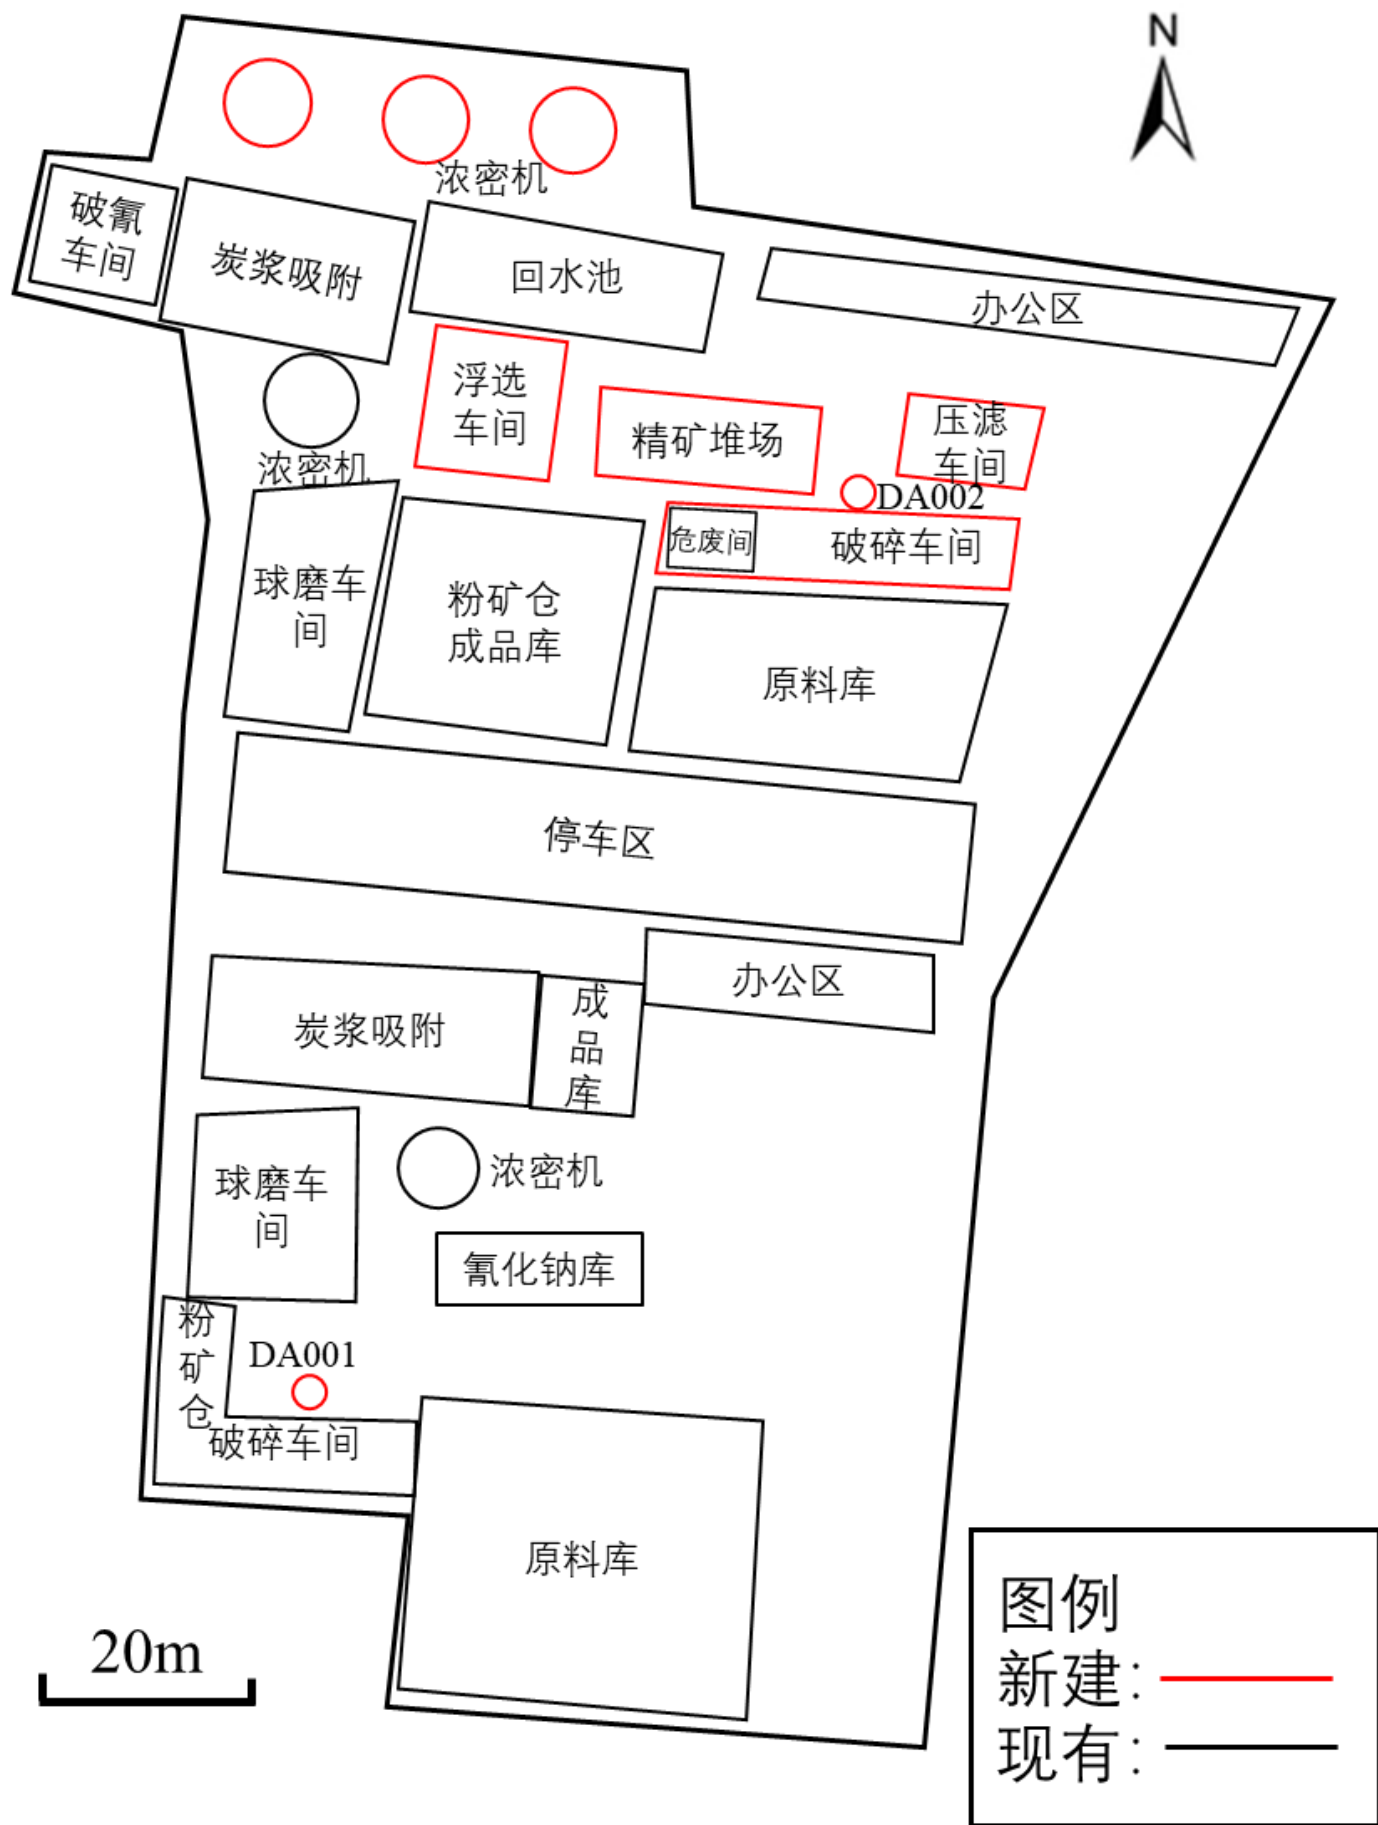 N
浓密机
破氰
车间
炭浆吸附
回水池
办公区
浮选
车间
精矿堆场
压滤
车间
浓密机
DA002
危废间
破碎车间
球磨车
间
粉矿仓
成品库
原料库
停车区
办公区
炭浆吸附
成
品
库
球磨车
间
浓密机
氰化钠库
粉
矿
仓
DA001
破碎车间
原料库
20m
图例
新建:
现有: